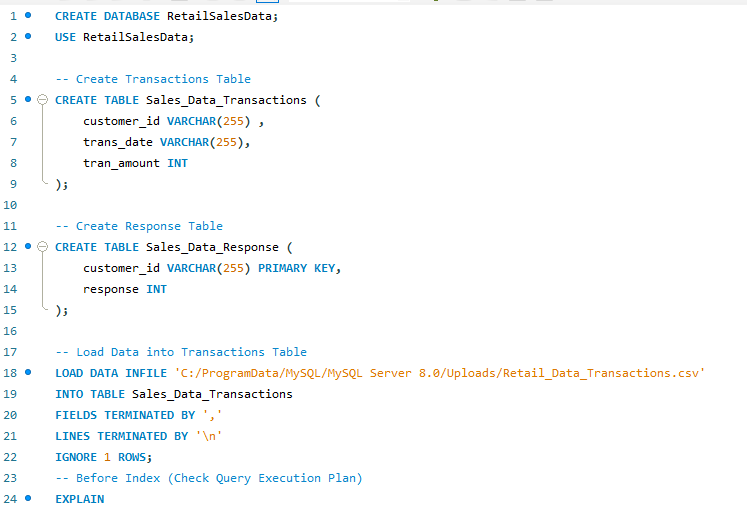 1 CREATE DATABASE RetailSalesData;
2 USE RetailSalesData;
3
4 -- Create Transactions Table
5 CREATE TABLE Sales_Data_Transactions (
6 customer_id VARCHAR(255) ,
7 trans_date VARCHAR(255),
8 tran_amount INT
9 );
10
11 -- Create Response Table
12 CREATE TABLE Sales_Data_Response (
13 customer_id VARCHAR(255) PRIMARY KEY,
14 response INT
15 );
16
17 -- Load Data into Transactions Table
18 LOAD DATA INFILE 'C:/ProgramData/MySQL/MySQL Server 8.0/Uploads/Retail_Data_Transactions.csv'
19 INTO TABLE Sales_Data_Transactions
20 FIELDS TERMINATED BY ','
21 LINES TERMINATED BY '\n'
22 IGNORE 1 ROWS;
23 -- Before Index (Check Query Execution Plan)
24 EXPLAIN